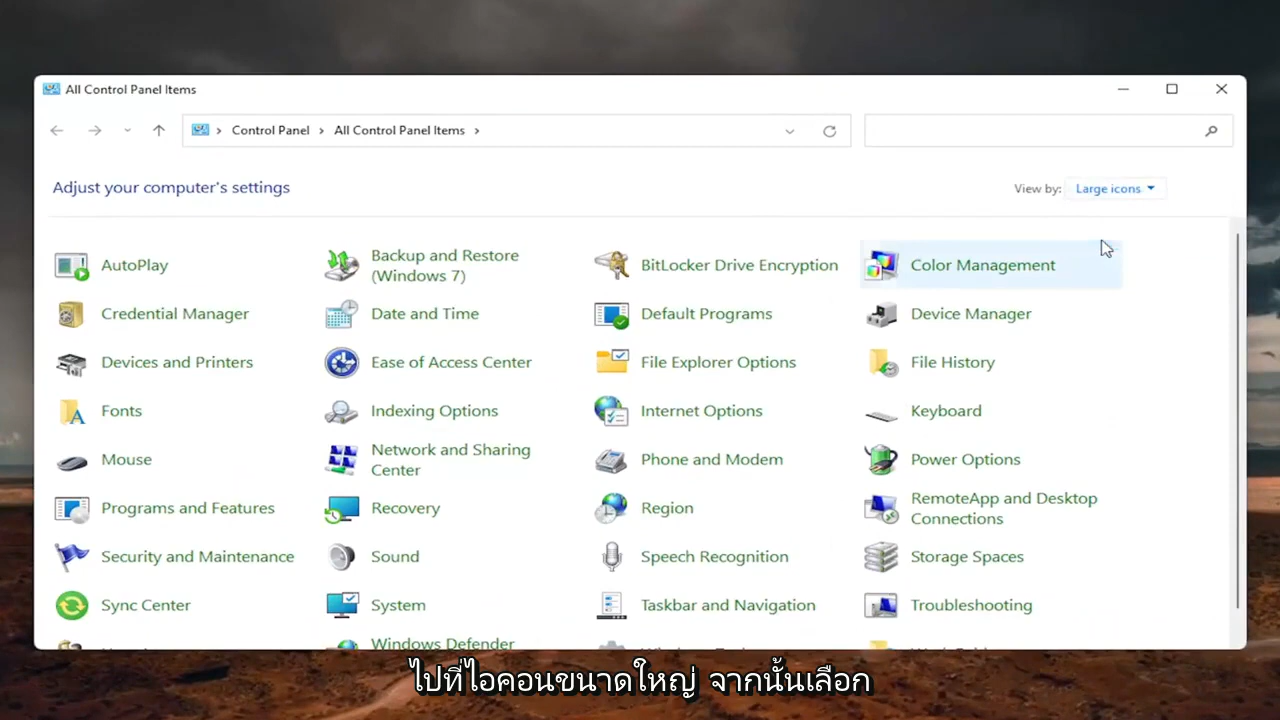 All Control Panel Items
Control Panel
All Control Panel Items
Adjust your computer's settings
View by:
Large icons
AutoPlay
Backup and Restore
(Windows 7)
BitLocker Drive Encryption
Color Management
Credential Manager
Date and Time
Default Programs
Device Manager
Devices and Printers
Ease of Access Center
File Explorer Options
File History
Fonts
Indexing Options
Internet Options
Keyboard
Mouse
Network and Sharing
Center
Phone and Modem
Power Options
Programs and Features
Recovery
Region
RemoteApp and Desktop
Connections
Security and Maintenance
Sound
Speech Recognition
Storage Spaces
Sync Center
System
Taskbar and Navigation
Troubleshooting
Windows Defender
ไปที่ไอคอนขนาดใหญ่ จากนั้นเลือก